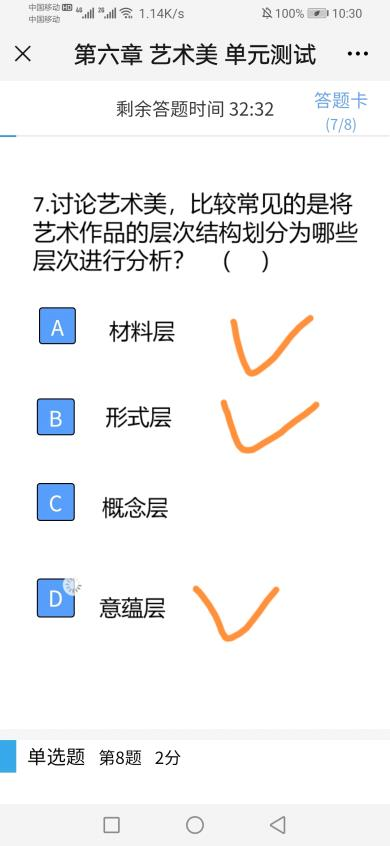 中国移动 HD 4G 2G 1.14K/s 100% 10:30
中国移动
第六章 艺术美 单元测试
剩余答题时间 32:32
答题卡
(7/8)
7.讨论艺术美，比较常见的是将
艺术作品的层次结构划分为哪些
层次进行分析？ （ ）
A 材料层
B 形式层
C 概念层
D 意蕴层
单选题 第8题 2分